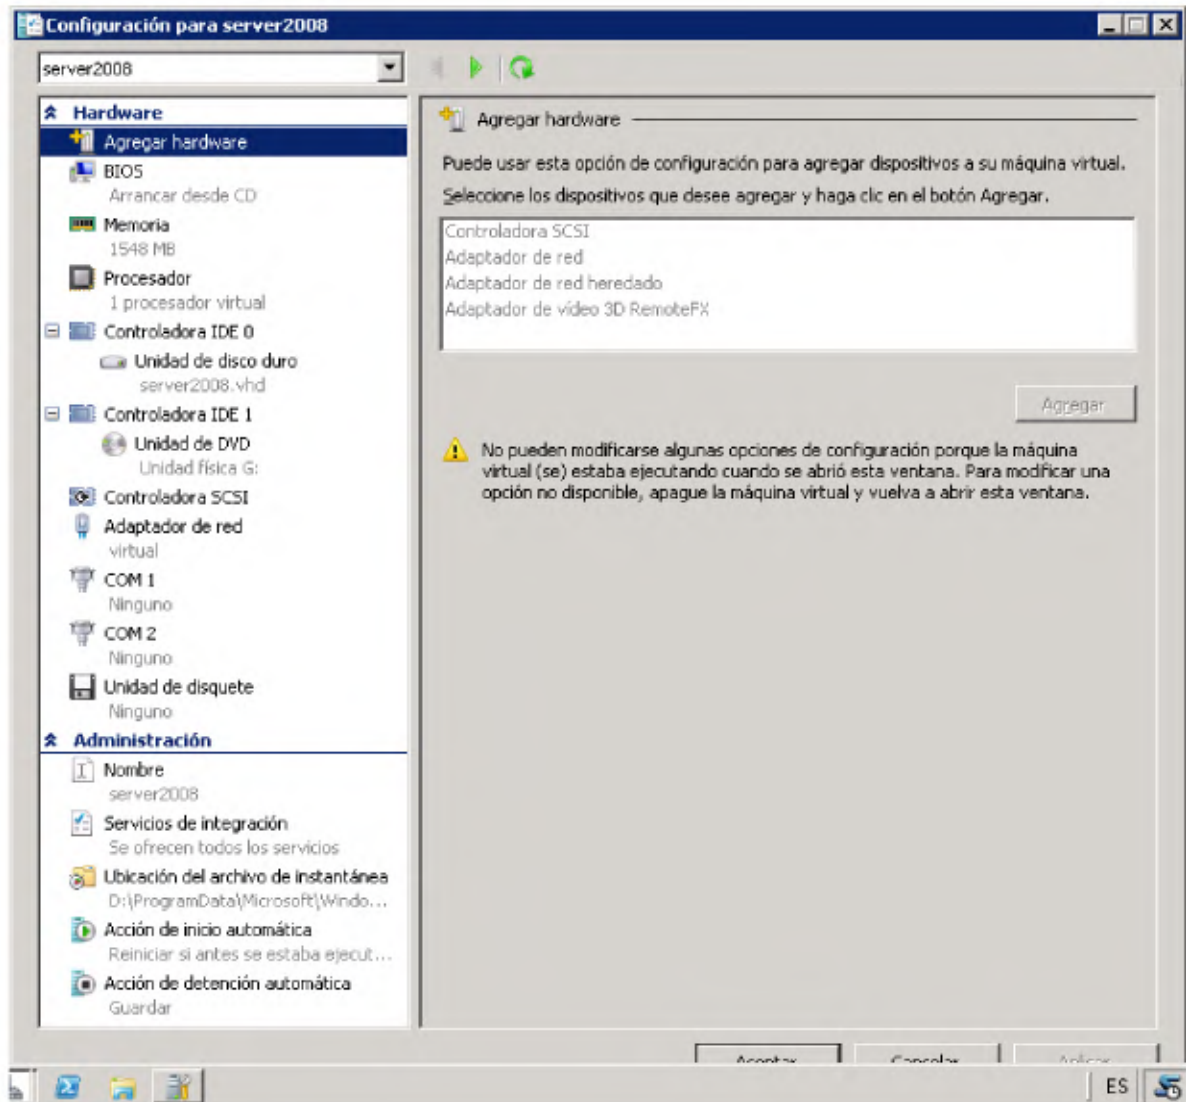 Configuración para server2008
server2008
Hardware
Agregar hardware
BIOS
Arrancar desde CD
Memoria
1548 MB
Procesador
1 procesador virtual
Controladora IDE 0
Unidad de disco duro
server2008.vhd
Controladora IDE 1
Unidad de DVD
Unidad física G:
Controladora SCSI
Adaptador de red
virtual
COM 1
Ninguno
COM 2
Ninguno
Unidad de disquete
Ninguno
Administración
Nombre
server2008
Servicios de integración
Se ofrecen todos los servicios
Ubicación del archivo de instantánea
D:\ProgramData\Microsoft\Windo...
Acción de inicio automática
Reiniciar si antes se estaba ejecut...
Acción de detención automática
Guardar
Agregar hardware
Puede usar esta opción de configuración para agregar dispositivos a su máquina virtual.
Seleccione los dispositivos que desee agregar y haga clic en el botón Agregar.
Controladora SCSI
Adaptador de red
Adaptador de red heredado
Adaptador de vídeo 3D RemoteFX
Agregar
No pueden modificarse algunas opciones de configuración porque la máquina
virtual (se) estaba ejecutando cuando se abrió esta ventana. Para modificar una
opción no disponible, apague la máquina virtual y vuelva a abrir esta ventana.
Aceptar Cancelar Aplicar
ES